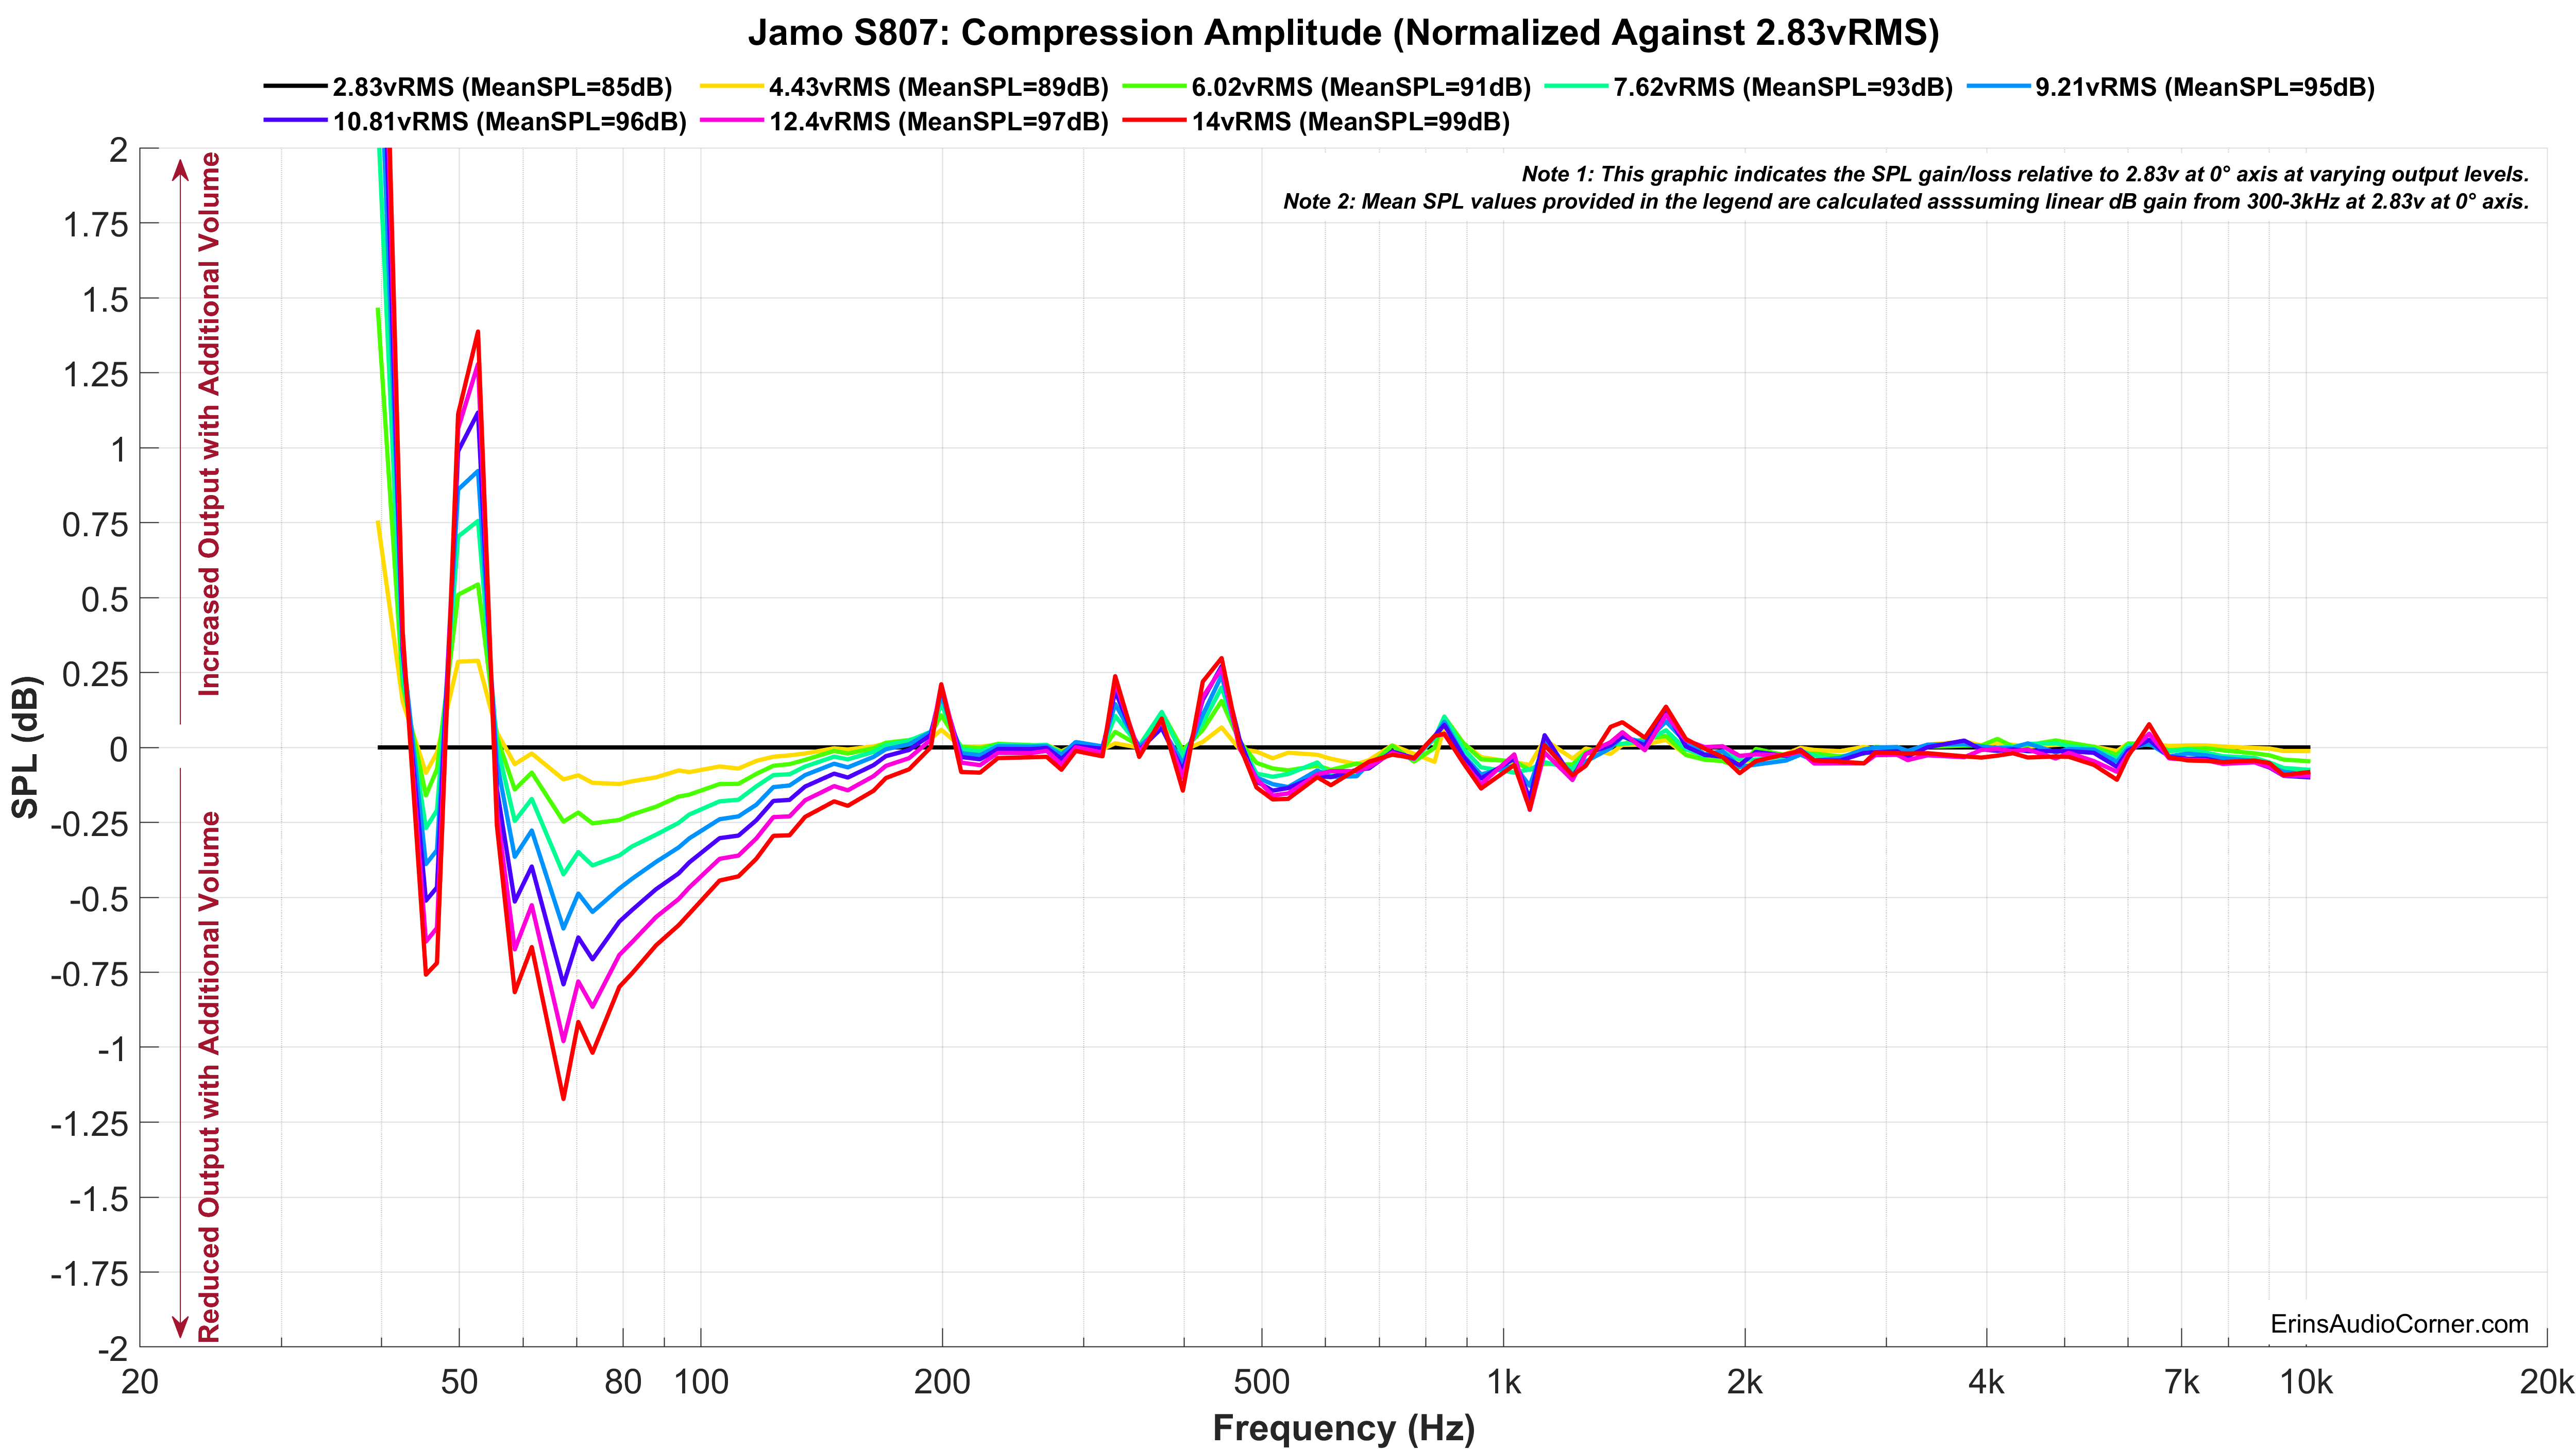 Jamo S807: Compression Amplitude (Normalized Against 2.83vRMS)
2.83vRMS (MeanSPL=85dB) 4.43vRMS (MeanSPL=89dB) 6.02vRMS (MeanSPL=91dB) 7.62vRMS (MeanSPL=93dB) 9.21vRMS (MeanSPL=95dB)
10.81vRMS (MeanSPL=96dB) 12.4vRMS (MeanSPL=97dB) 14vRMS (MeanSPL=99dB)
Note 1: This graphic indicates the SPL gain/loss relative to 2.83v at 0° axis at varying output levels.
Note 2: Mean SPL values provided in the legend are calculated asssuming linear dB gain from 300-3kHz at 2.83v at 0° axis.
SPL (dB)
2
1.75
1.5
1.25
1
0.75
0.5
0.25
0
-0.25
-0.5
-0.75
-1
-1.25
-1.5
-1.75
-2
Increased Output with Additional Volume
Reduced Output with Additional Volume
ErinsAudioCorner.com
20 50 80 100 200 500 1k 2k 4k 7k 10k 20k
Frequency (Hz)